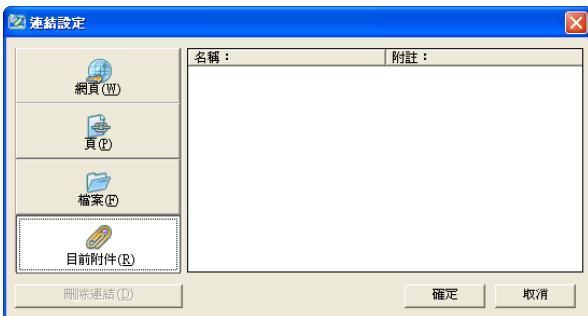 連結設定
名稱： 附註：
網頁(W)
頁(P)
檔案(F)
目前附件(R)
刪除連結(D) 確定 取消